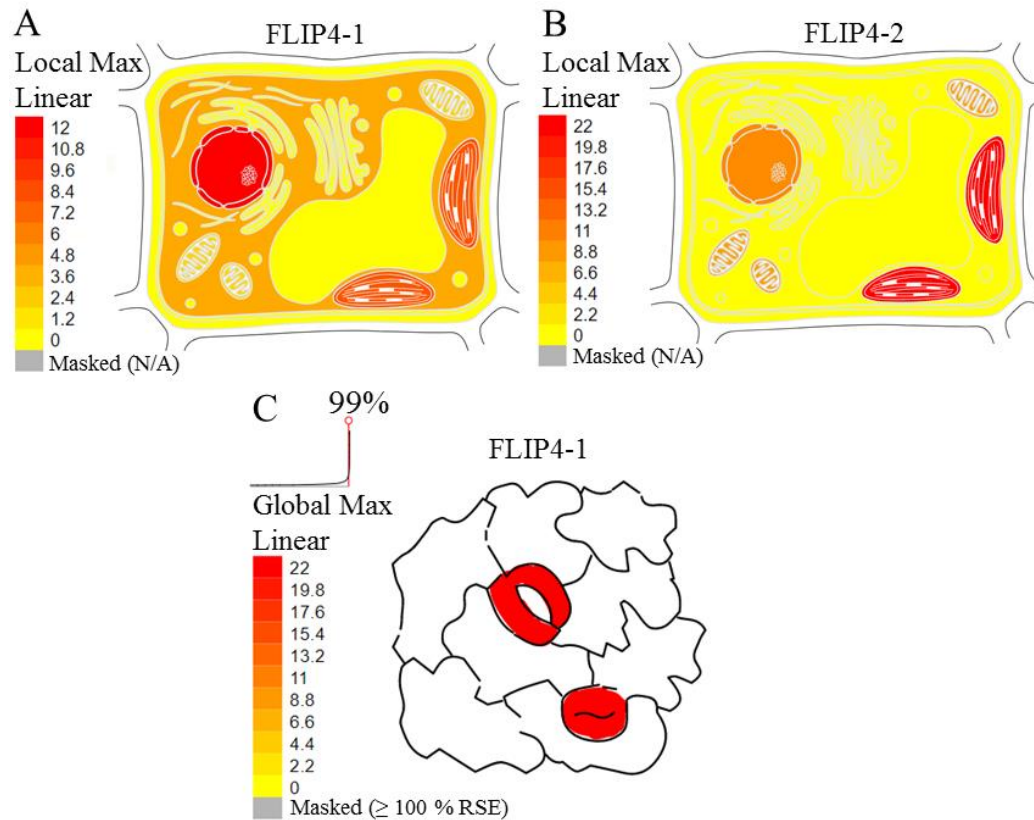 A
FLIP4-1
Local Max
Linear
12
10.8
9.6
8.4
7.2
6
4.8
3.6
2.4
1.2
0
Masked (N/A)
B
FLIP4-2
Local Max
Linear
22
19.8
17.6
15.4
13.2
11
8.8
6.6
4.4
2.2
0
Masked (N/A)
C
99%
FLIP4-1
Global Max
Linear
22
19.8
17.6
15.4
13.2
11
8.8
6.6
4.4
2.2
0
Masked (≥ 100 % RSE)